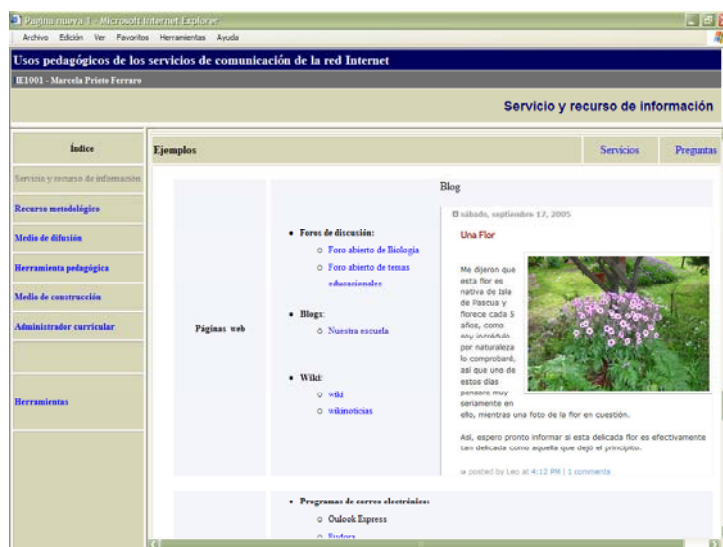 Pagina nueva 1 - Microsoft Internet Explorer
Archivo Edición Ver Favoritos Herramientas Ayuda
Usos pedagógicos de los servicios de comunicación de la red Internet
IE1001 - Marcela Prieto Ferraro
Servicio y recurso de información
Índice
Servicio y recurso de información
Recurso metodológico
Medio de difusión
Herramienta pedagógica
Medio de construcción
Administrador curricular
Herramientas
Ejemplos
Servicios
Preguntas
Páginas web
Foros de discusión:
Foro abierto de Biología
Foro abierto de temas
educacionales
Blogs:
Nuestra escuela
Wiki:
wiki
wikinoticias
Blog
sábado, septiembre 17, 2005
Una Flor
Me dijeron que
esta flor es
nativa de Isla
de Pascua y
florece cada 5
años, como
soy incrédulo
por naturaleza
lo comprobaré,
así que uno de
estos días
pensaré muy
seriamente en
ello, mientras una foto de la flor en cuestión.
Así, espero pronto informar si esta delicada flor es efectivamente
tan delicada como aquella que dejó el principito.
posted by Leo at 4:12 PM | 1 comments
Programas de correo electrónico:
Oulook Express
Eudora